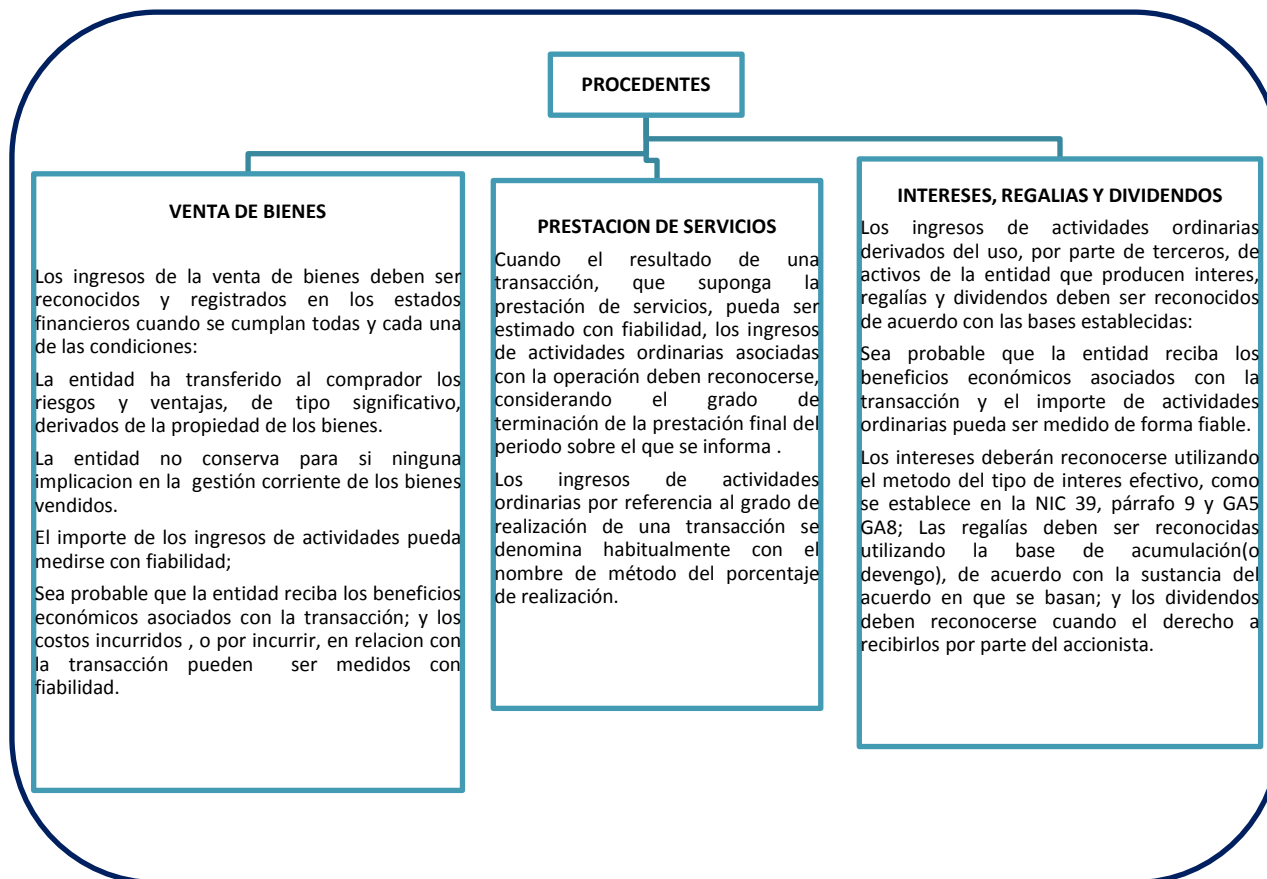 PROCEDENTES
VENTA DE BIENES
Los ingresos de la venta de bienes deben ser
reconocidos y registrados en los estados
financieros cuando se cumplan todas y cada una
de las condiciones:
La entidad ha transferido al comprador los
riesgos y ventajas, de tipo significativo,
derivados de la propiedad de los bienes.
La entidad no conserva para si ninguna
implicacion en la gestión corriente de los bienes
vendidos.
El importe de los ingresos de actividades pueda
medirse con fiabilidad;
Sea probable que la entidad reciba los beneficios
económicos asociados con la transacción; y los
costos incurridos , o por incurrir, en relacion con
la transacción pueden ser medidos con
fiabilidad.
PRESTACION DE SERVICIOS
Cuando el resultado de una
transacción, que suponga la
prestación de servicios, pueda ser
estimado con fiabilidad, los ingresos
de actividades ordinarias asociadas
con la operación deben reconocerse,
considerando el grado de
terminación de la prestación final del
periodo sobre el que se informa .
Los ingresos de actividades
ordinarias por referencia al grado de
realización de una transacción se
denomina habitualmente con el
nombre de método del porcentaje
de realización.
INTERESES, REGALIAS Y DIVIDENDOS
Los ingresos de actividades ordinarias
derivados del uso, por parte de terceros, de
activos de la entidad que producen interes,
regalías y dividendos deben ser reconocidos
de acuerdo con las bases establecidas:
Sea probable que la entidad reciba los
beneficios económicos asociados con la
transacción y el importe de actividades
ordinarias pueda ser medido de forma fiable.
Los intereses deberán reconocerse utilizando
el metodo del tipo de interes efectivo, como
se establece en la NIC 39, párrafo 9 y GA5
GA8; Las regalías deben ser reconocidas
utilizando la base de acumulación(o
devengo), de acuerdo con la sustancia del
acuerdo en que se basan; y los dividendos
deben reconocerse cuando el derecho a
recibirlos por parte del accionista.